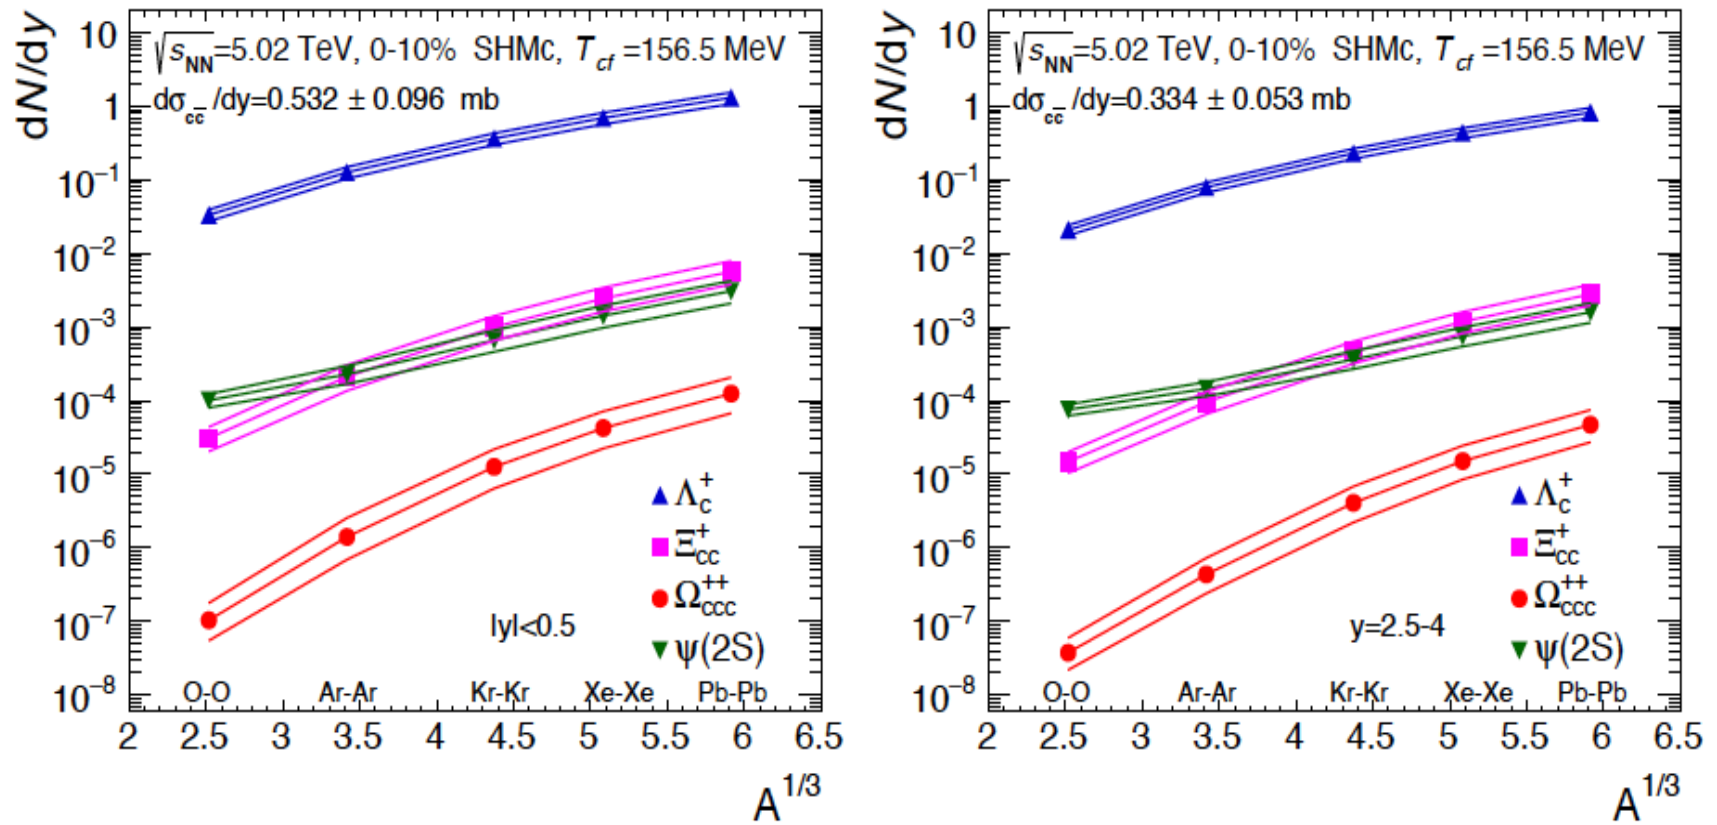 dN/dy
10
1
10⁻¹
10⁻²
10⁻³
10⁻⁴
10⁻⁵
10⁻⁶
10⁻⁷
10⁻⁸
√sNN=5.02 TeV, 0-10% SHMc, Tcf =156.5 MeV
dσcc̄ /dy=0.532 ± 0.096 mb
Λc⁺
Ξcc⁺
Ωccc⁺⁺
ψ(2S)
|y|<0.5
O-O Ar-Ar Kr-Kr Xe-Xe Pb-Pb
2 2.5 3 3.5 4 4.5 5 5.5 6 6.5
A1/3
dN/dy
10
1
10⁻¹
10⁻²
10⁻³
10⁻⁴
10⁻⁵
10⁻⁶
10⁻⁷
10⁻⁸
√sNN=5.02 TeV, 0-10% SHMc, Tcf =156.5 MeV
dσcc̄ /dy=0.334 ± 0.053 mb
Λc⁺
Ξcc⁺
Ωccc⁺⁺
ψ(2S)
y=2.5-4
O-O Ar-Ar Kr-Kr Xe-Xe Pb-Pb
2 2.5 3 3.5 4 4.5 5 5.5 6 6.5
A1/3